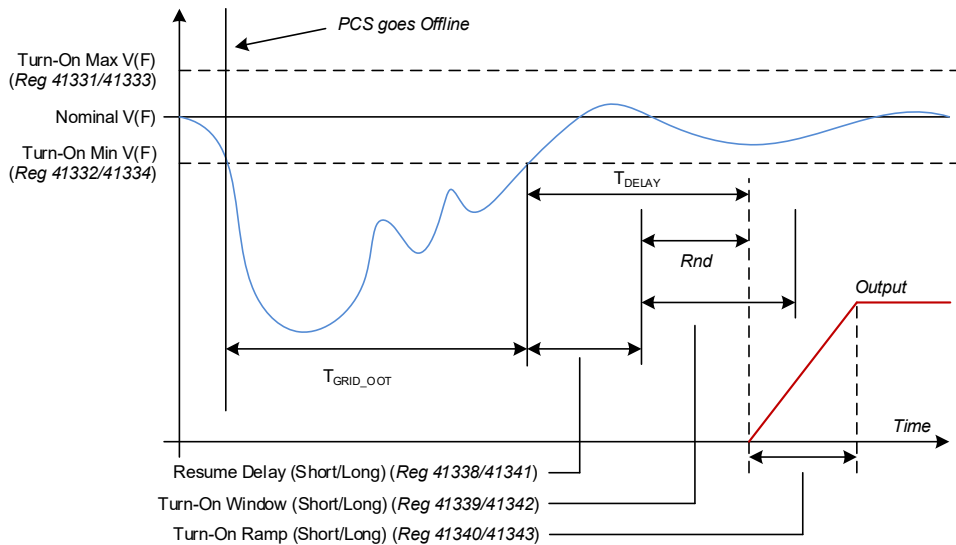 PCS goes Offline
Turn-On Max V(F)
(Reg 41331/41333)
Nominal V(F)
Turn-On Min V(F)
(Reg 41332/41334)
TDELAY
Rnd
Output
TGRID_OOT
Time
Resume Delay (Short/Long) (Reg 41338/41341)
Turn-On Window (Short/Long) (Reg 41339/41342)
Turn-On Ramp (Short/Long) (Reg 41340/41343)